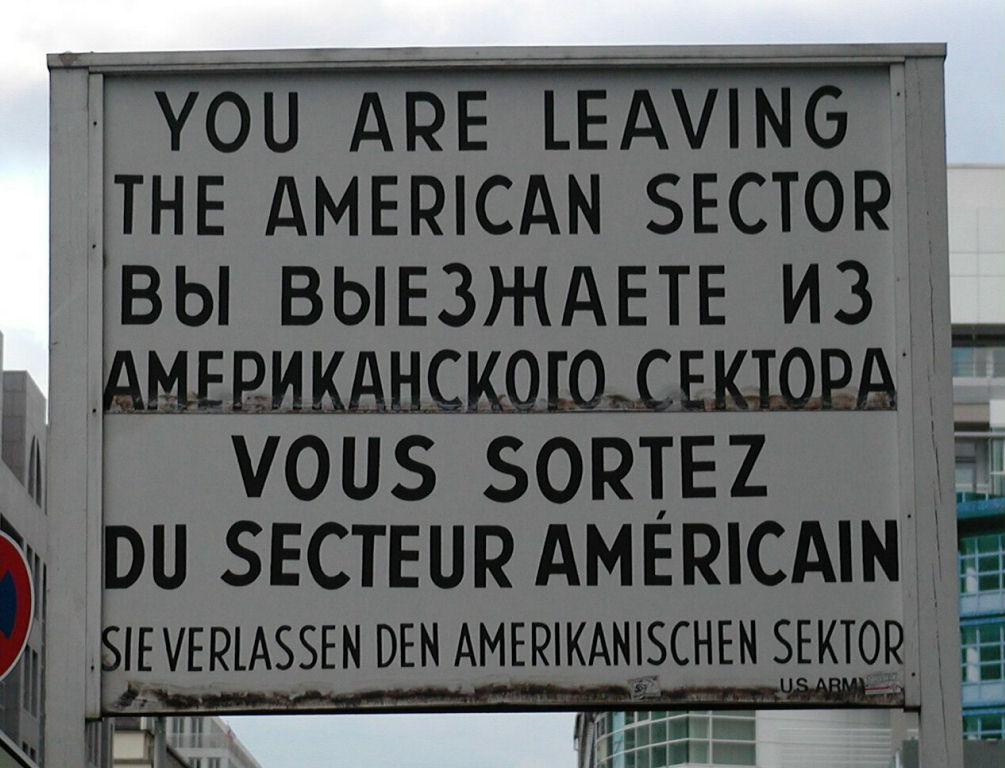 YOU ARE LEAVING
THE AMERICAN SECTOR
ВЫ ВЫЕЗЖАЕТЕ ИЗ
АМЕРИКАНСКОГО СЕКТОРА
VOUS SORTEZ
DU SECTEUR AMÉRICAIN
SIE VERLASSEN DEN AMERIKANISCHEN SEKTOR
US ARMY